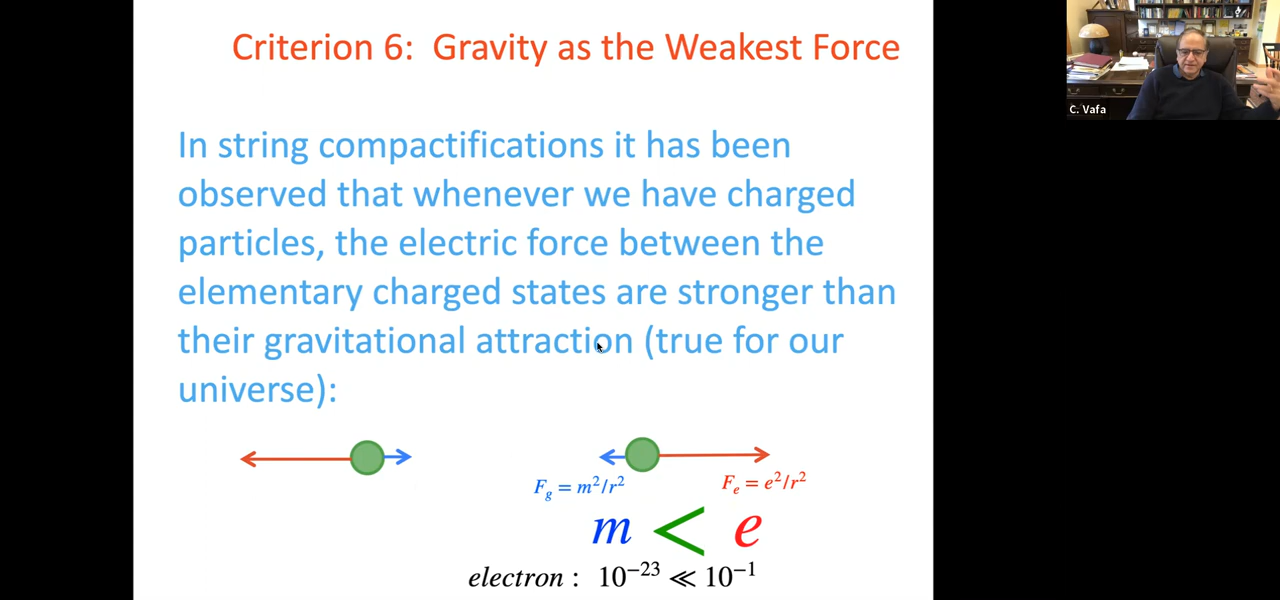 Criterion 6: Gravity as the Weakest Force
C. Vafa
In string compactifications it has been
observed that whenever we have charged
particles, the electric force between the
elementary charged states are stronger than
their gravitational attraction (true for our
universe):
F_g = m²/r²
F_e = e²/r²
m < e
electron : 10⁻²³ ≪ 10⁻¹